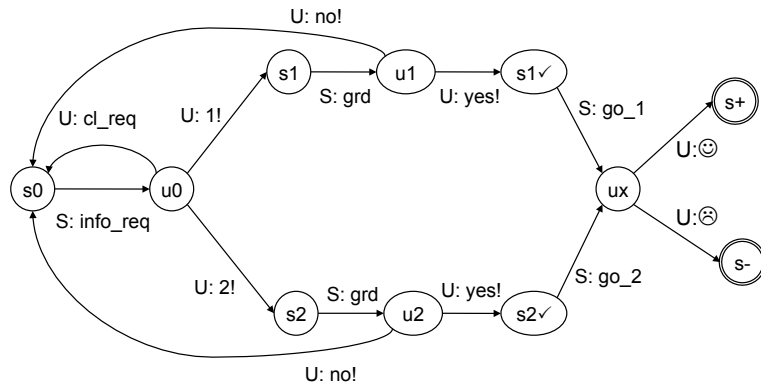 U: no!
s1
u1
s1✓
S: grd
U: yes!
S: go_1
U: 1!
s+
U: cl_req
U:☺
s0
u0
ux
S: info_req
U:☹
U: 2!
s-
S: grd
U: yes!
S: go_2
s2
u2
s2✓
U: no!